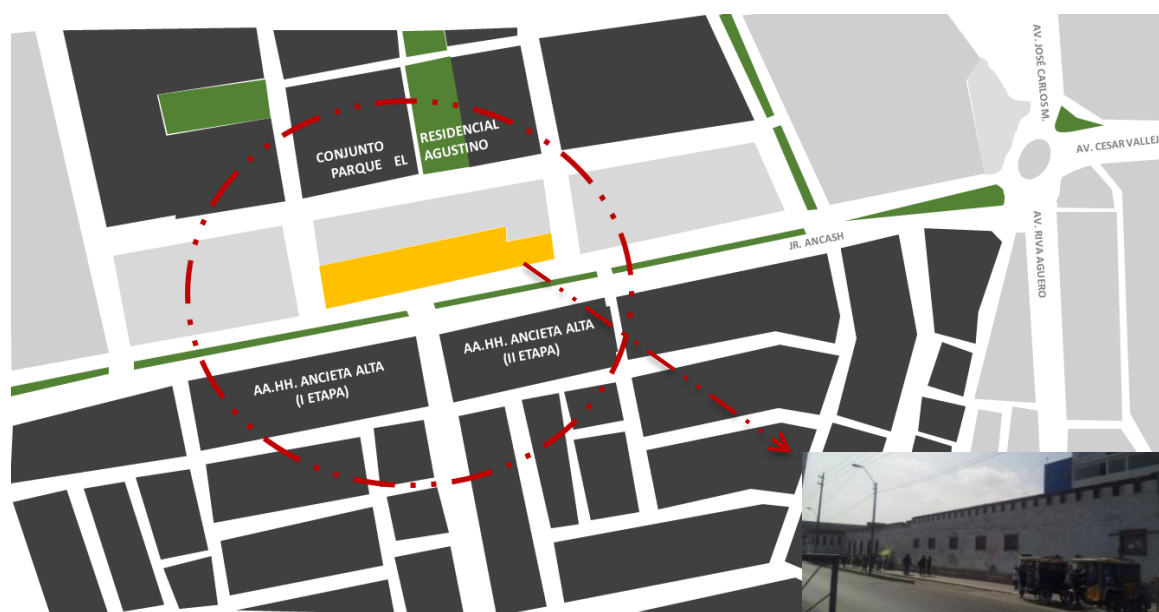 AV. JOSÉ CARLOS M.
AV. CESAR VALLEJ
CONJUNTO RESIDENCIAL
PARQUE EL AGUSTINO
AV. RIVA AGUERO
JR. ANCASH
AA.HH. ANCIETA ALTA
(II ETAPA)
AA.HH. ANCIETA ALTA
(I ETAPA)